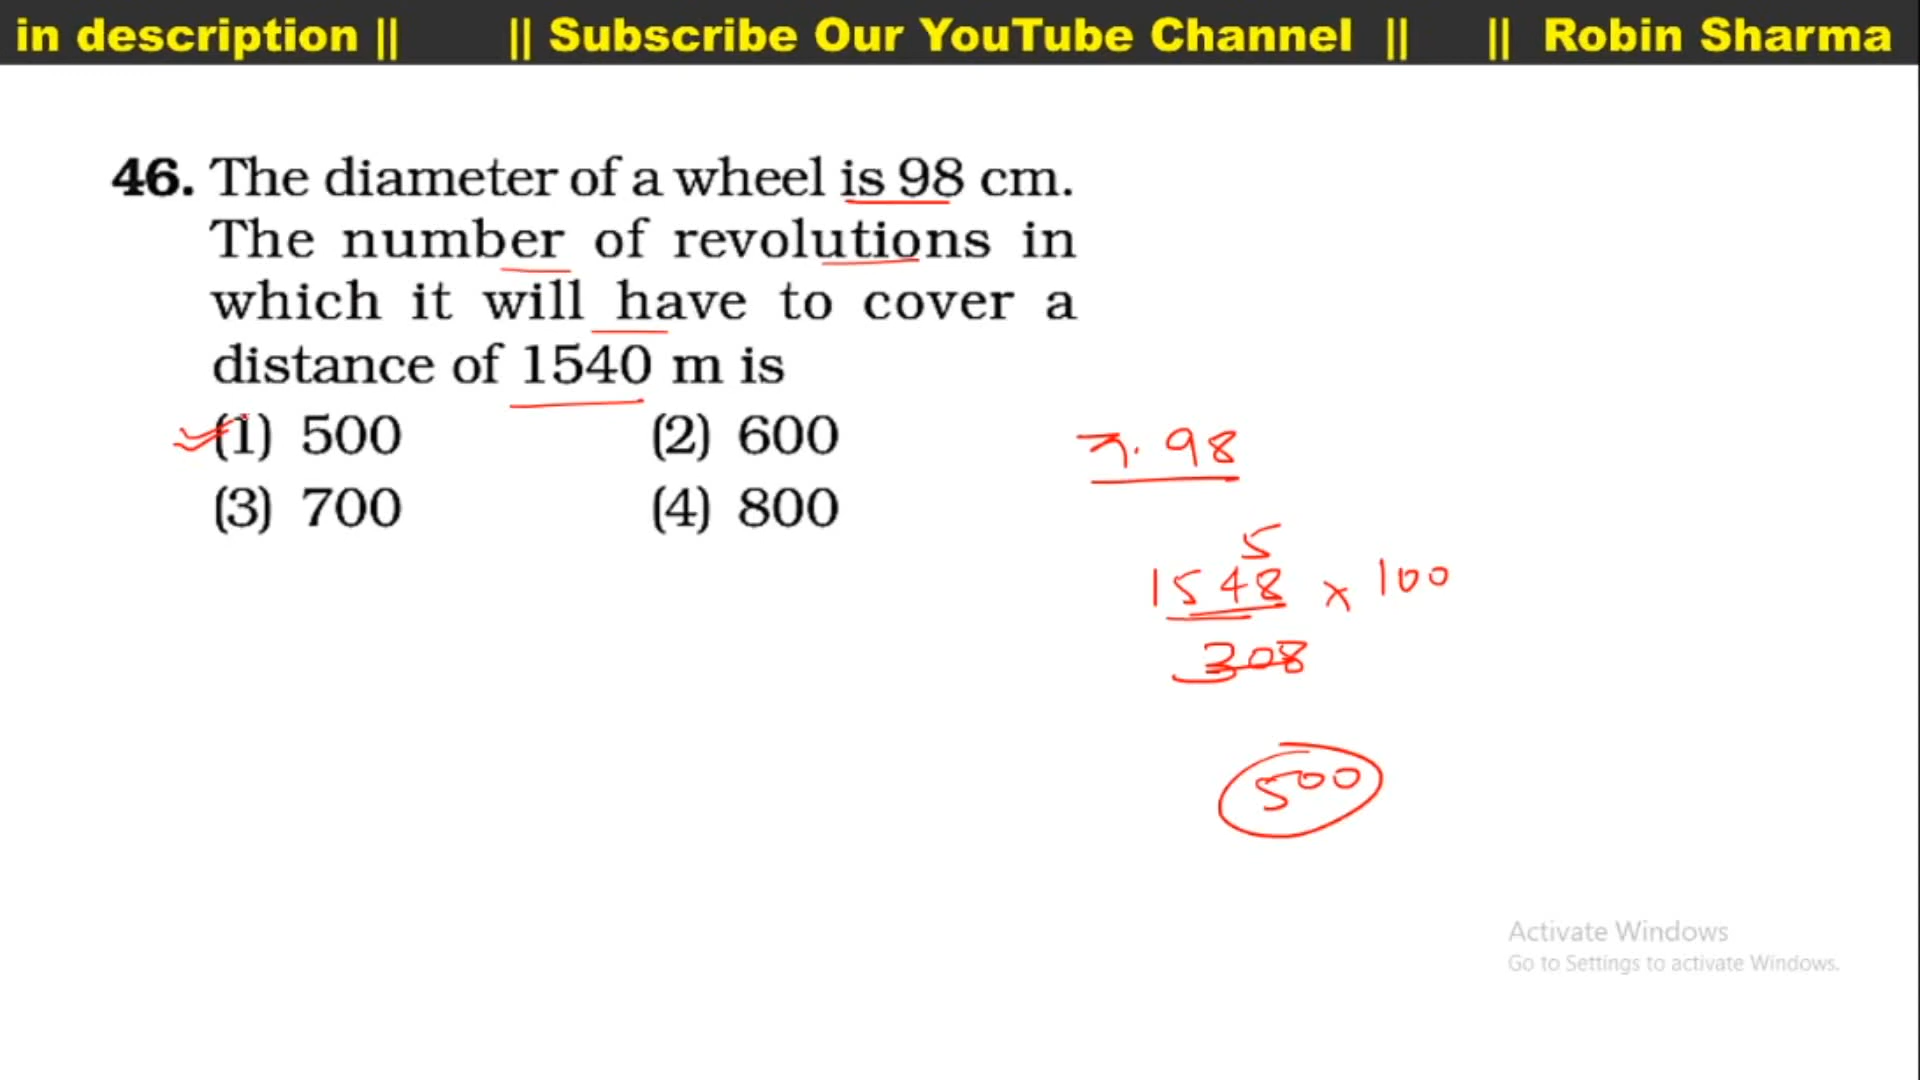 in description || || Subscribe Our YouTube Channel || || Robin Sharma
46. The diameter of a wheel is 98 cm.
The number of revolutions in
which it will have to cover a
distance of 1540 m is
(1) 500 (2) 600
(3) 700 (4) 800
π. 98
5
1548 x 100
308
500
Activate Windows
Go to Settings to activate Windows.